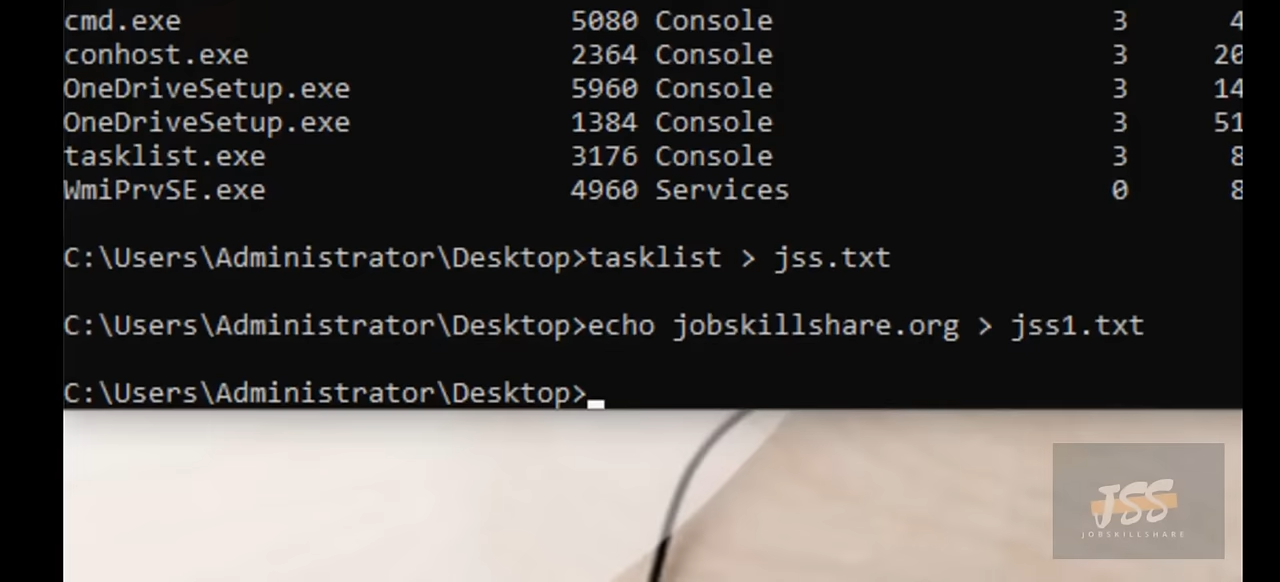 cmd.exe 5080 Console 3 4
conhost.exe 2364 Console 3 20
OneDriveSetup.exe 5960 Console 3 14
OneDriveSetup.exe 1384 Console 3 51
tasklist.exe 3176 Console 3 8
WmiPrvSE.exe 4960 Services 0 8
C:\Users\Administrator\Desktop>tasklist > jss.txt
C:\Users\Administrator\Desktop>echo jobskillshare.org > jss1.txt
C:\Users\Administrator\Desktop>
JSS
JOBSKILLSHARE